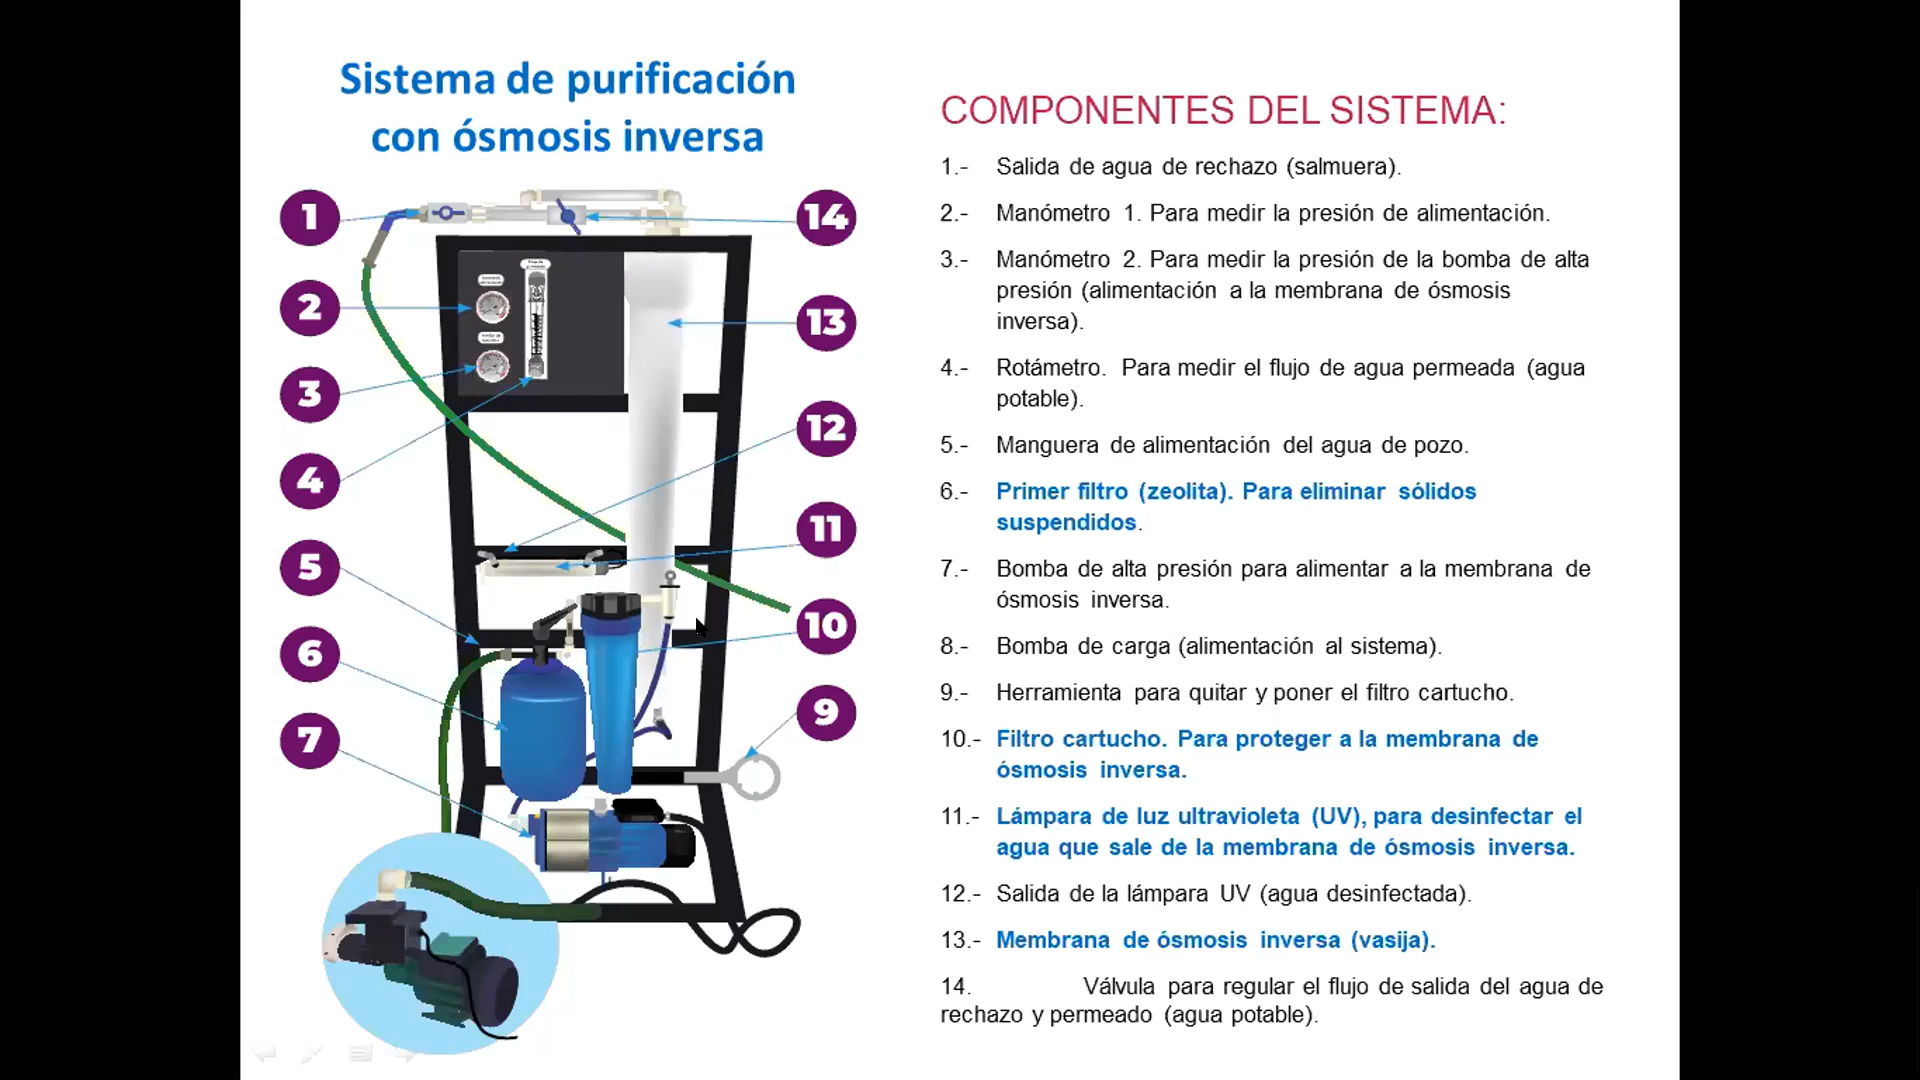 Sistema de purificación
con ósmosis inversa
1
2
3
4
5
6
7
14
13
12
11
10
9
COMPONENTES DEL SISTEMA:
1.- Salida de agua de rechazo (salmuera).
2.- Manómetro 1. Para medir la presión de alimentación.
3.- Manómetro 2. Para medir la presión de la bomba de alta
presión (alimentación a la membrana de ósmosis
inversa).
4.- Rotámetro. Para medir el flujo de agua permeada (agua
potable).
5.- Manguera de alimentación del agua de pozo.
6.- Primer filtro (zeolita). Para eliminar sólidos
suspendidos.
7.- Bomba de alta presión para alimentar a la membrana de
ósmosis inversa.
8.- Bomba de carga (alimentación al sistema).
9.- Herramienta para quitar y poner el filtro cartucho.
10.- Filtro cartucho. Para proteger a la membrana de
ósmosis inversa.
11.- Lámpara de luz ultravioleta (UV), para desinfectar el
agua que sale de la membrana de ósmosis inversa.
12.- Salida de la lámpara UV (agua desinfectada).
13.- Membrana de ósmosis inversa (vasija).
14. Válvula para regular el flujo de salida del agua de
rechazo y permeado (agua potable).